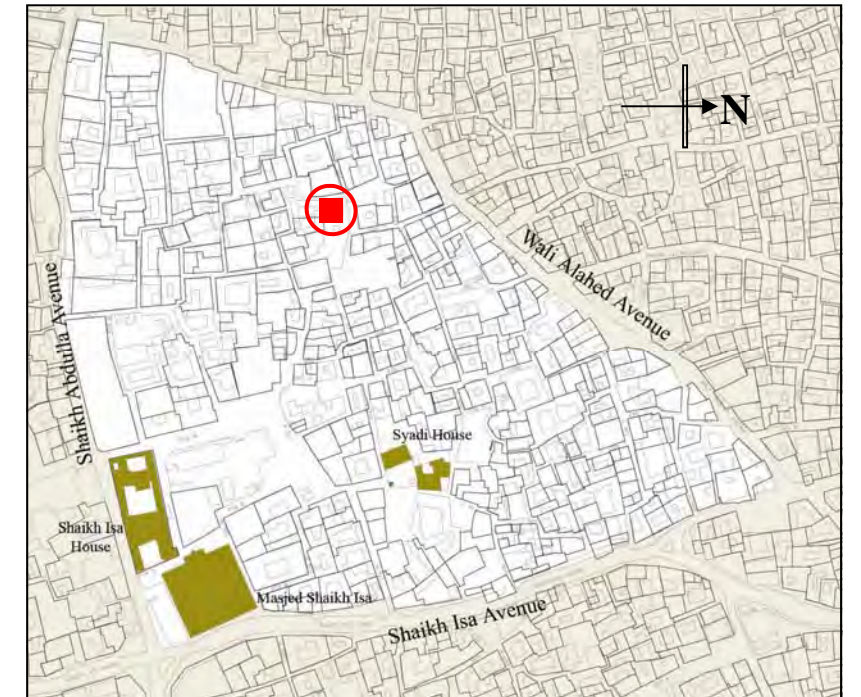 N
Wali Alahed Avenue
Shaikh Abdulla Avenue
Syadi House
Shaikh Isa
House
Masjed Shaikh Isa
Shaikh Isa Avenue